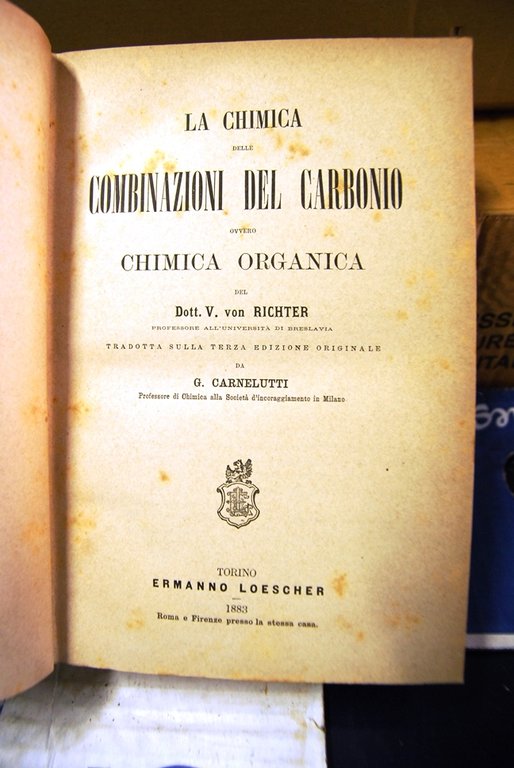 LA CHIMICA
DELLE
COMBINAZIONI DEL CARBONIO
OVVERO
CHIMICA ORGANICA
DEL
Dott. V. von RICHTER
PROFESSORE ALL'UNIVERSITÀ DI BRESLAVIA
TRADOTTA SULLA TERZA EDIZIONE ORIGINALE
DA
G. CARNELUTTI
Professore di Chimica alla Società d'incoraggiamento in Milano
TORINO
ERMANNO LOESCHER
1883
Roma e Firenze presso la stessa casa.